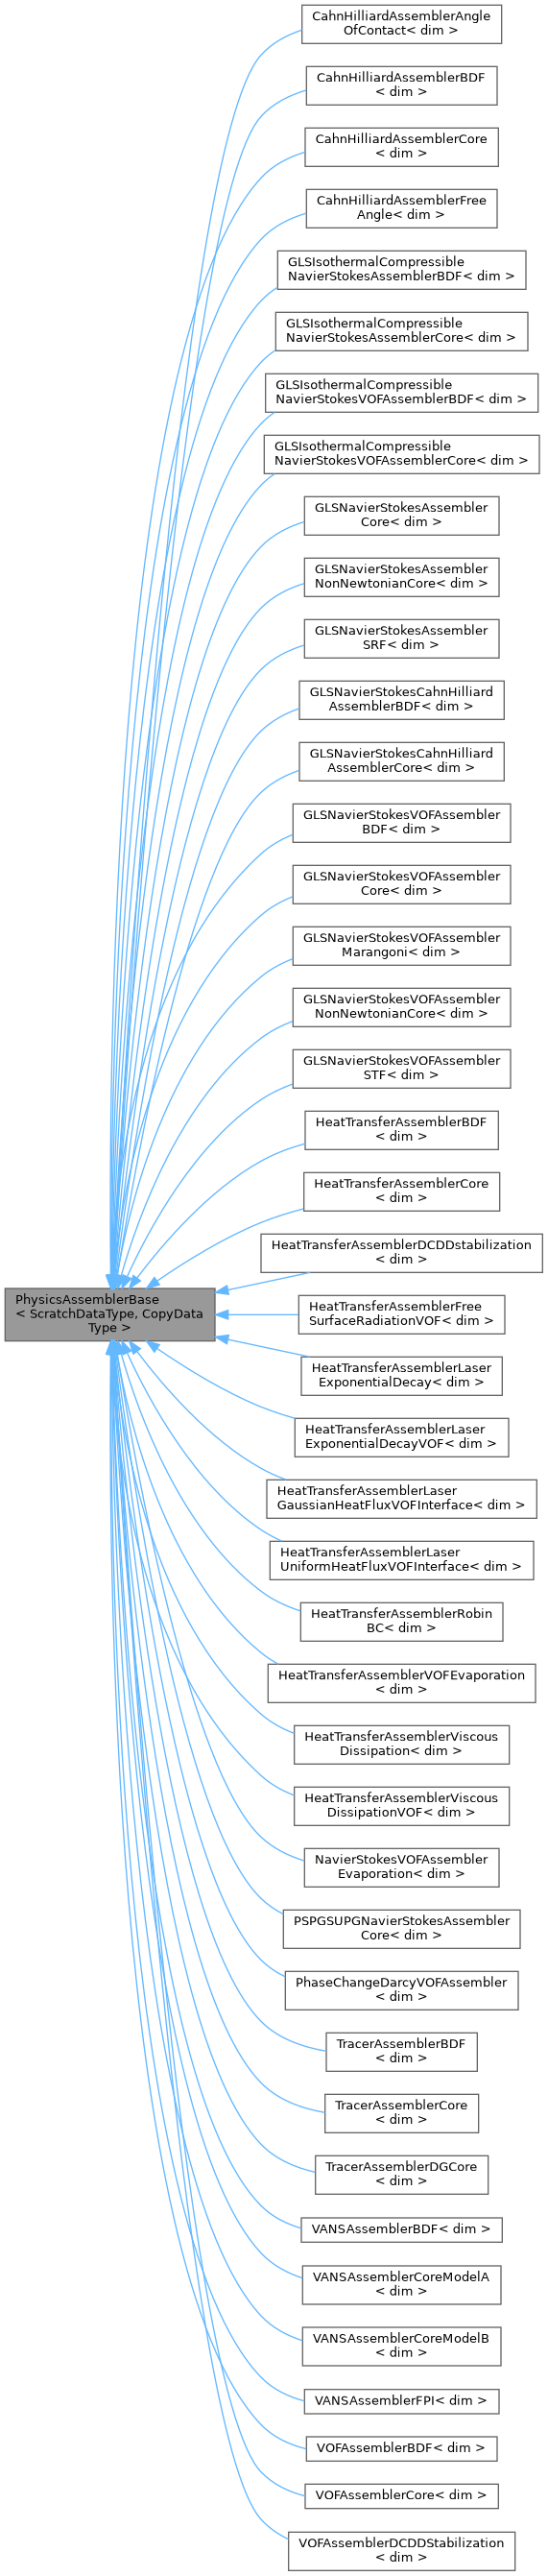 CahnHilliardAssemblerAngle
OfContact< dim >
CahnHilliardAssemblerBDF
< dim >
CahnHilliardAssemblerCore
< dim >
CahnHilliardAssemblerFree
Angle< dim >
GLSIsothermalCompressible
NavierStokesAssemblerBDF< dim >
GLSIsothermalCompressible
NavierStokesAssemblerCore< dim >
GLSIsothermalCompressible
NavierStokesVOFAssemblerBDF< dim >
GLSIsothermalCompressible
NavierStokesVOFAssemblerCore< dim >
GLSNavierStokesAssembler
Core< dim >
GLSNavierStokesAssembler
NonNewtonianCore< dim >
GLSNavierStokesAssembler
SRF< dim >
GLSNavierStokesCahnHilliard
AssemblerBDF< dim >
GLSNavierStokesCahnHilliard
AssemblerCore< dim >
GLSNavierStokesVOFAssembler
BDF< dim >
GLSNavierStokesVOFAssembler
Core< dim >
GLSNavierStokesVOFAssembler
Marangoni< dim >
GLSNavierStokesVOFAssembler
NonNewtonianCore< dim >
GLSNavierStokesVOFAssembler
STF< dim >
HeatTransferAssemblerBDF
< dim >
HeatTransferAssemblerCore
< dim >
HeatTransferAssemblerDCDDstabilization
< dim >
PhysicsAssemblerBase
< ScratchDataType, CopyData
Type >
HeatTransferAssemblerFree
SurfaceRadiationVOF< dim >
HeatTransferAssemblerLaser
ExponentialDecay< dim >
HeatTransferAssemblerLaser
ExponentialDecayVOF< dim >
HeatTransferAssemblerLaser
GaussianHeatFluxVOFInterface< dim >
HeatTransferAssemblerLaser
UniformHeatFluxVOFInterface< dim >
HeatTransferAssemblerRobin
BC< dim >
HeatTransferAssemblerVOFEvaporation
< dim >
HeatTransferAssemblerViscous
Dissipation< dim >
HeatTransferAssemblerViscous
DissipationVOF< dim >
NavierStokesVOFAssembler
Evaporation< dim >
PSPGSUPGNavierStokesAssembler
Core< dim >
PhaseChangeDarcyVOFAssembler
< dim >
TracerAssemblerBDF
< dim >
TracerAssemblerCore
< dim >
TracerAssemblerDGCore
< dim >
VANSAssemblerBDF< dim >
VANSAssemblerCoreModelA
< dim >
VANSAssemblerCoreModelB
< dim >
VANSAssemblerFPI< dim >
VOFAssemblerBDF< dim >
VOFAssemblerCore< dim >
VOFAssemblerDCDDStabilization
< dim >